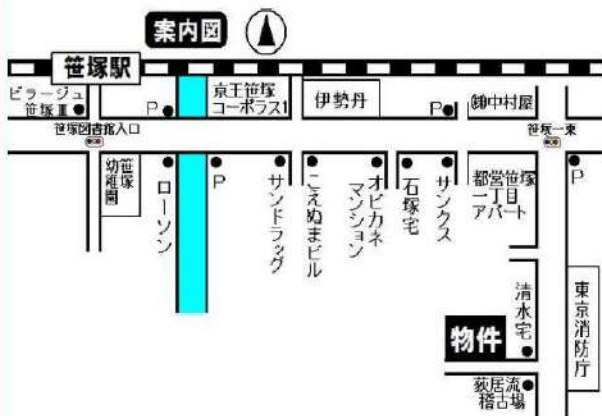 案内図
笹塚駅
ビラージュ
笹塚Ⅲ
P
京王笹塚
コーポラス1
伊勢丹
P
㈱中村屋
笹塚図書館入口
笹塚一東
笹塚
幼稚園
ローソン
P
サンドラッグ
こえぬまビル
オビカネ
マンション
石塚宅
サンクス
都営笹塚
一丁目
アパート
P
清水宅
東京消防庁
物件
荻居流
稽古場